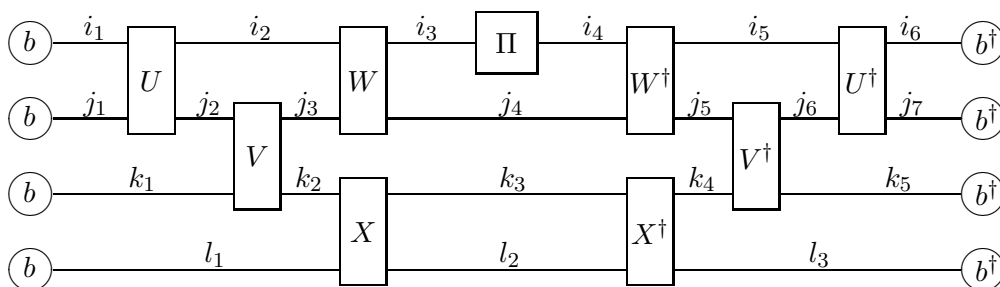 b i₁ i₂ i₃ Π i₄ i₅ i₆ b†
U W W† U†
b j₁ j₂ j₃ j₄ j₅ j₆ j₇ b†
V V†
b k₁ k₂ k₃ k₄ k₅ b†
X X†
b l₁ l₂ l₃ b†